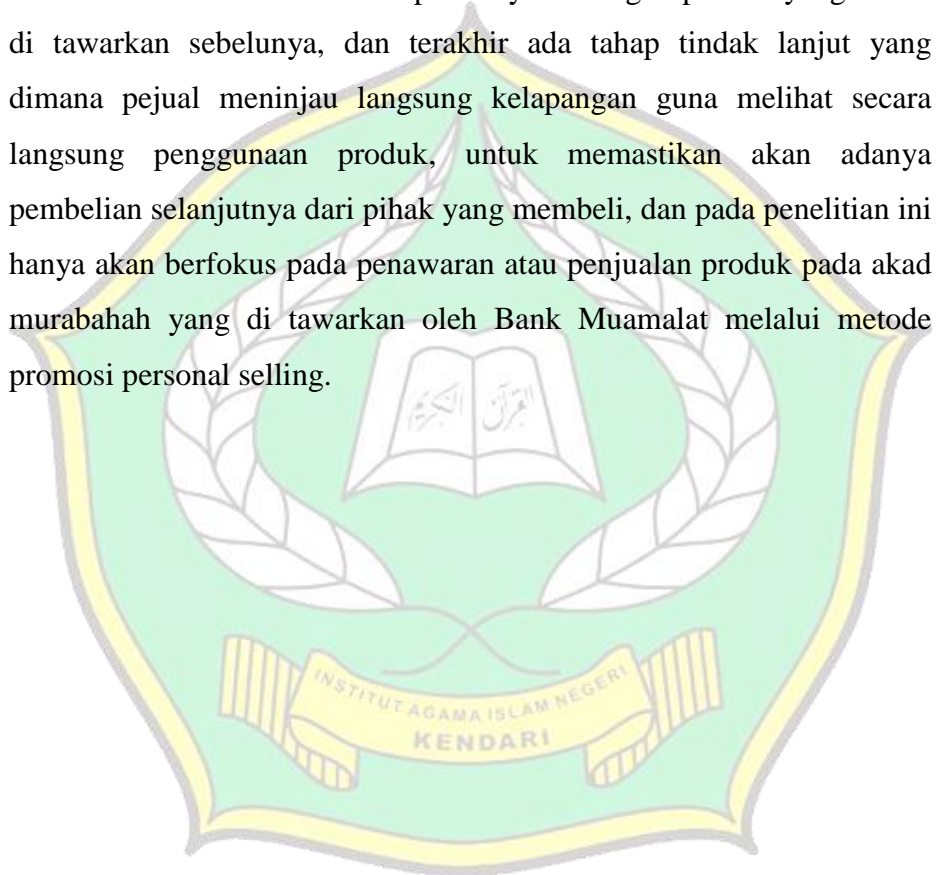 di tawarkan sebelunya, dan terakhir ada tahap tindak lanjut yang
dimana pejual meninjau langsung kelapangan guna melihat secara
langsung penggunaan produk, untuk memastikan akan adanya
pembelian selanjutnya dari pihak yang membeli, dan pada penelitian ini
hanya akan berfokus pada penawaran atau penjualan produk pada akad
murabahah yang di tawarkan oleh Bank Muamalat melalui metode
promosi personal selling.
القرآن الكريم
INSTITUT AGAMA ISLAM NEGERI
KENDARI